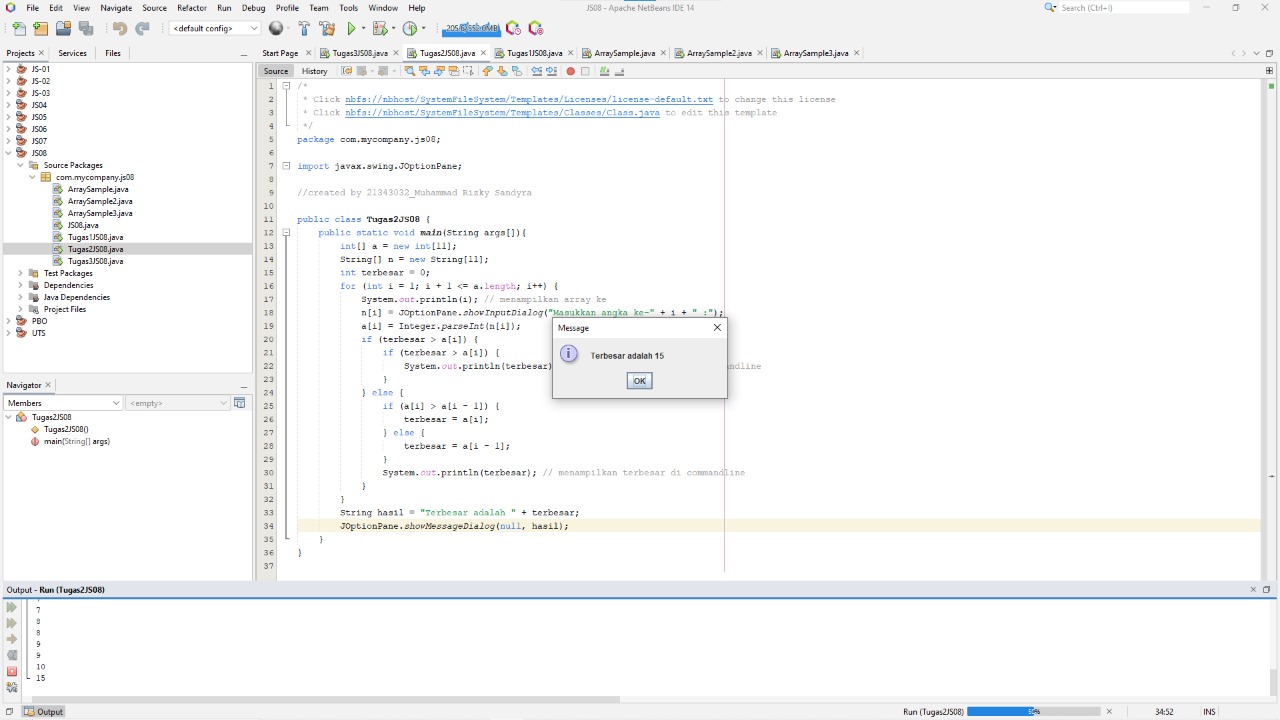 File Edit View Navigate Source Refactor Run Debug Profile Team Tools Window Help
JS08 - Apache NetBeans IDE 14
Search (Ctrl+I)
<default config>
Projects Services Files
Start Page Tugas3JS08.java Tugas2JS08.java Tugas1JS08.java ArraySample.java ArraySample2.java ArraySample3.java
Source History
JS-01
JS-02
JS-03
JS04
JS05
JS06
JS07
JS08
Source Packages
com.mycompany.js08
ArraySample.java
ArraySample2.java
ArraySample3.java
JS08.java
Tugas1JS08.java
Tugas2JS08.java
Tugas3JS08.java
Test Packages
Dependencies
Java Dependencies
Project Files
PBO
UTS
Navigator
Members <empty>
Tugas2JS08
Tugas2JS08()
main(String[] args)
1 /*
2 * Click nbfs://nbhost/SystemFileSystem/Templates/Licenses/license-default.txt to change this license
3 * Click nbfs://nbhost/SystemFileSystem/Templates/Classes/Class.java to edit this template
4 */
5 package com.mycompany.js08;
6
7 import javax.swing.JOptionPane;
8
9 //created by 21343032_Muhammad Risky Sandyra
10
11 public class Tugas2JS08 {
12 public static void main(String args[]){
13 int[] a = new int[11];
14 String[] n = new String[11];
15 int terbesar = 0;
16 for (int i = 1; i + 1 <= a.length; i++) {
17 System.out.println(i); // menampilkan array ke
18 n[i] = JOptionPane.showInputDialog("Masukkan angka ke-" + i + " :");
19 a[i] = Integer.parseInt(n[i]);
20 if (terbesar > a[i]) {
21 if (terbesar > a[i]) {
22 System.out.println(terbesar) commandline
23 }
24 } else {
25 if (a[i] > a[i - 1]) {
26 terbesar = a[i];
27 } else {
28 terbesar = a[i - 1];
29 }
30 System.out.println(terbesar); // menampilkan terbesar di commandline
31 }
32 }
33 String hasil = "Terbesar adalah " + terbesar;
34 JOptionPane.showMessageDialog(null, hasil);
35 }
36 }
37
Message
Terbesar adalah 15
OK
Output - Run (Tugas2JS08)
7
8
8
9
9
10
15
Output
Run (Tugas2JS08)
34:52 INS